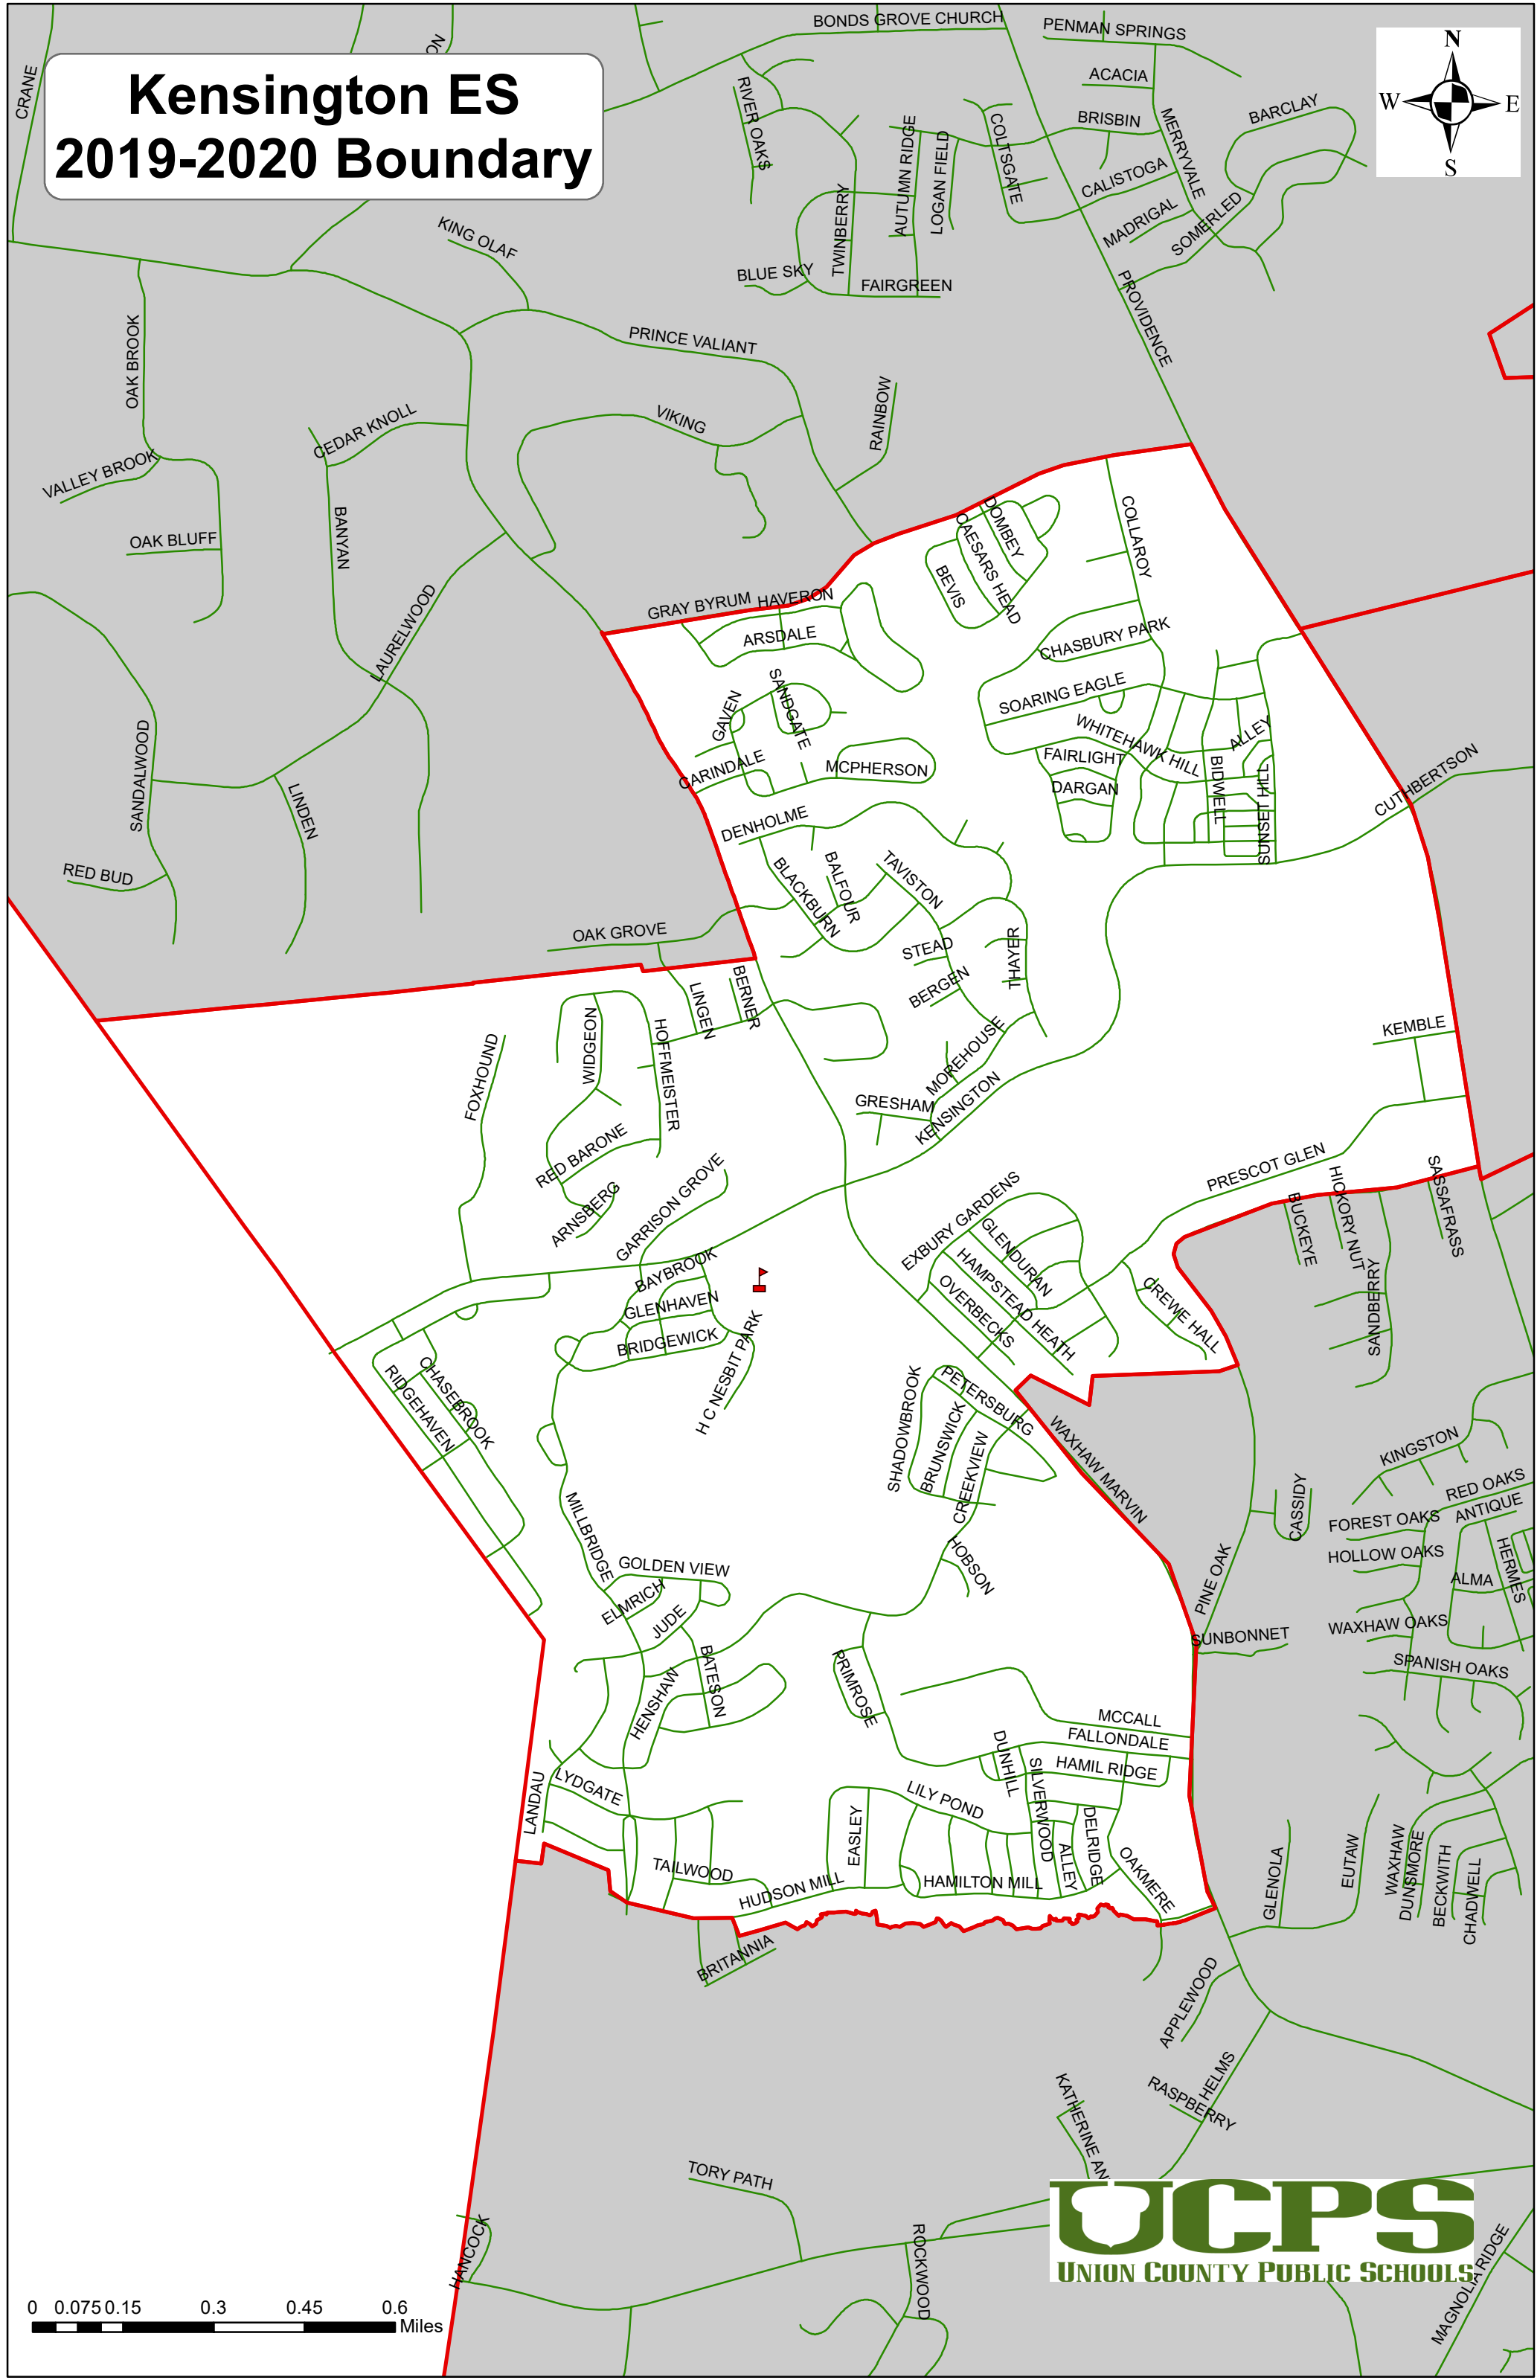 Kensington ES
2019-2020 Boundary
N
W
E
S
CRANE
ON
BONDS GROVE CHURCH
PENMAN SPRINGS
ACACIA
BRISBIN
BARCLAY
RIVER OAKS
AUTUMN RIDGE
LOGAN FIELD
COLTSGATE
MERRYVALE
CALISTOGA
MADRIGAL
SOMERLED
TWINBERRY
KING OLAF
BLUE SKY
FAIRGREEN
PROVIDENCE
OAK BROOK
PRINCE VALIANT
RAINBOW
VIKING
CEDAR KNOLL
VALLEY BROOK
BANYAN
OAK BLUFF
LAURELWOOD
DOMBEY
CAESARS HEAD
BEVIS
COLLAROY
GRAY BYRUM
HAVERON
ARSDALE
CHASBURY PARK
SANDGATE
GAVEN
SOARING EAGLE
WHITEHAWK HILL
ALLEY
SANDALWOOD
LINDEN
CARINDALE
MCPHERSON
FAIRLIGHT
DARGAN
BIDWELL
SUNSET HILL
CUTHBERTSON
DENHOLME
RED BUD
BLACKBURN
BALFOUR
TAVISTON
OAK GROVE
STEAD
THAYER
BERGEN
LINGEN
BERNER
WIDGEON
HOFFMEISTER
FOXHOUND
MOREHOUSE
KEMBLE
GRESHAM
KENSINGTON
RED BARONE
ARNSBERG
GARRISON GROVE
PRESCOT GLEN
SASSAFRASS
HICKORY NUT
BUCKEYE
EXBURY GARDENS
GLENDURAN
HAMPSTEAD HEATH
OVERBECKS
CREWE HALL
SANDBERRY
BAYBROOK
GLENHAVEN
BRIDGEWICK
H C NESBIT PARK
CHASEBROOK
RIDGEHAVEN
SHADOWBROOK
PETERSBURG
BRUNSWICK
CREEKVIEW
WAXHAW MARVIN
KINGSTON
RED OAKS
ANTIQUE
CASSIDY
FOREST OAKS
HOLLOW OAKS
HERMES
ALMA
MILLBRIDGE
GOLDEN VIEW
HOBSON
PINE OAK
ELMRICH
JUDE
SUNBONNET
WAXHAW OAKS
SPANISH OAKS
BATESON
HENSHAW
PRIMROSE
MCCALL
FALLONDALE
DUNHILL
HAMIL RIDGE
SILVERWOOD
LANDAU
LYDGATE
LILY POND
EASLEY
DELRIDGE
ALLEY
OAKMERE
TAILWOOD
HUDSON MILL
HAMILTON MILL
GLENOLA
EUTAW
WAXHAW
DUNSMORE
BECKWITH
CHADWELL
BRITANNIA
APPLEWOOD
HELMS
RASPBERRY
KATHERINE AN
TORY PATH
ROCKWOOD
HANCOCK
MAGNOLIA RIDGE
UCPS
UNION COUNTY PUBLIC SCHOOLS
0 0.075 0.15 0.3 0.45 0.6
Miles